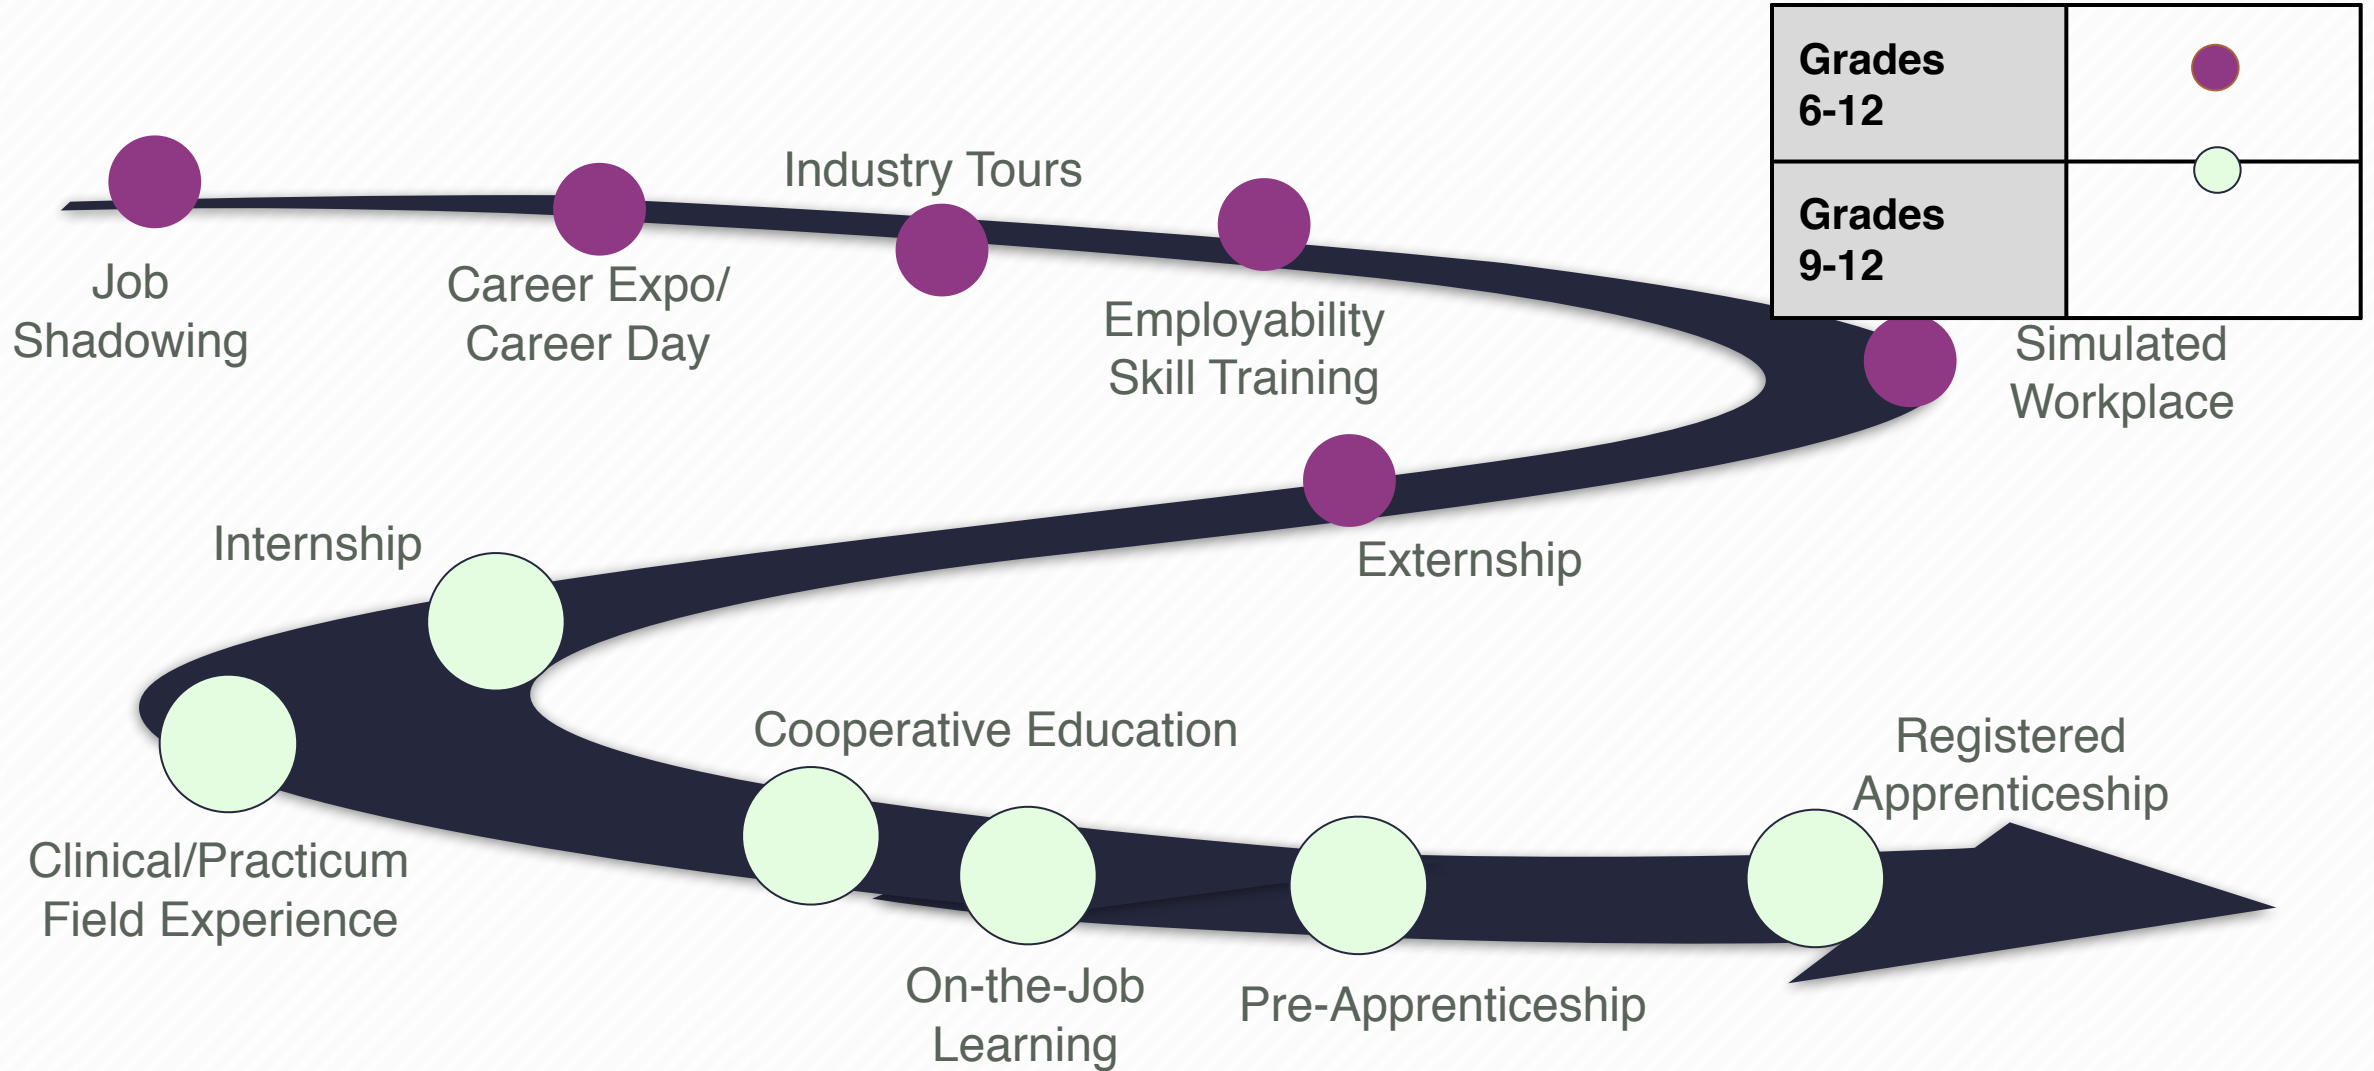 Grades
6-12
Grades
9-12
Job
Shadowing
Career Expo/
Career Day
Industry Tours
Employability
Skill Training
Simulated
Workplace
Externship
Internship
Clinical/Practicum
Field Experience
Cooperative Education
On-the-Job
Learning
Pre-Apprenticeship
Registered
Apprenticeship